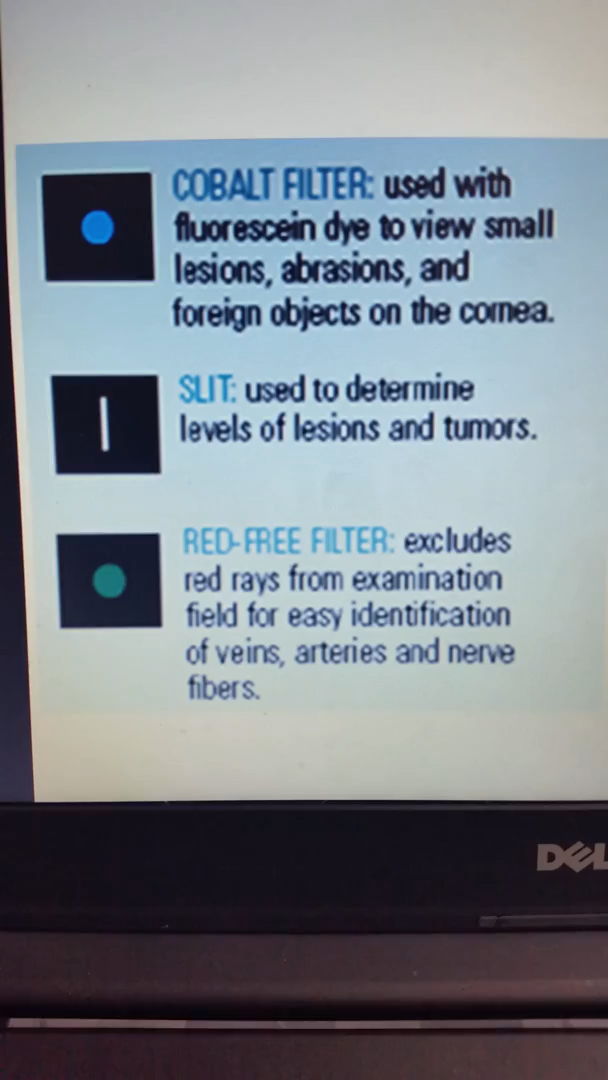 COBALT FILTER: used with
fluorescein dye to view small
lesions, abrasions, and
foreign objects on the cornea.
SLIT: used to determine
levels of lesions and tumors.
RED-FREE FILTER: excludes
red rays from examination
field for easy identification
of veins, arteries and nerve
fibers.
DELL